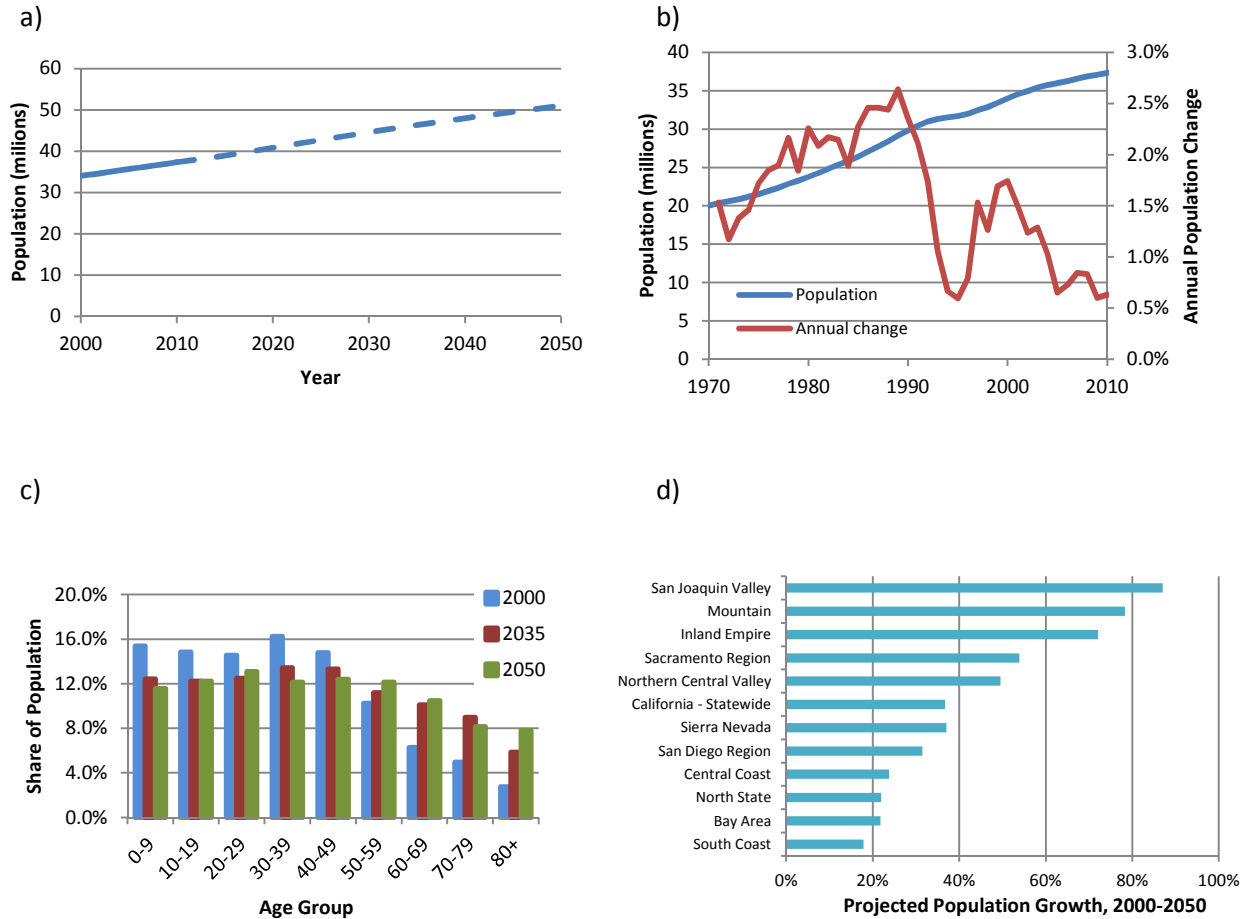 a)
60
50
40
30
20
10
0
Population (milions)
2000 2010 2020 2030 2040 2050
Year
b)
40
35
30
25
20
15
10
5
0
Population (millions)
3.0%
2.5%
2.0%
1.5%
1.0%
0.5%
0.0%
Annual Population Change
Population
Annual change
1970 1980 1990 2000 2010
c)
20.0%
16.0%
12.0%
8.0%
4.0%
0.0%
Share of Population
2000
2035
2050
0-9 10-19 20-29 30-39 40-49 50-59 60-69 70-79 80+
Age Group
d)
San Joaquin Valley
Mountain
Inland Empire
Sacramento Region
Northern Central Valley
California - Statewide
Sierra Nevada
San Diego Region
Central Coast
North State
Bay Area
South Coast
0% 20% 40% 60% 80% 100%
Projected Population Growth, 2000-2050